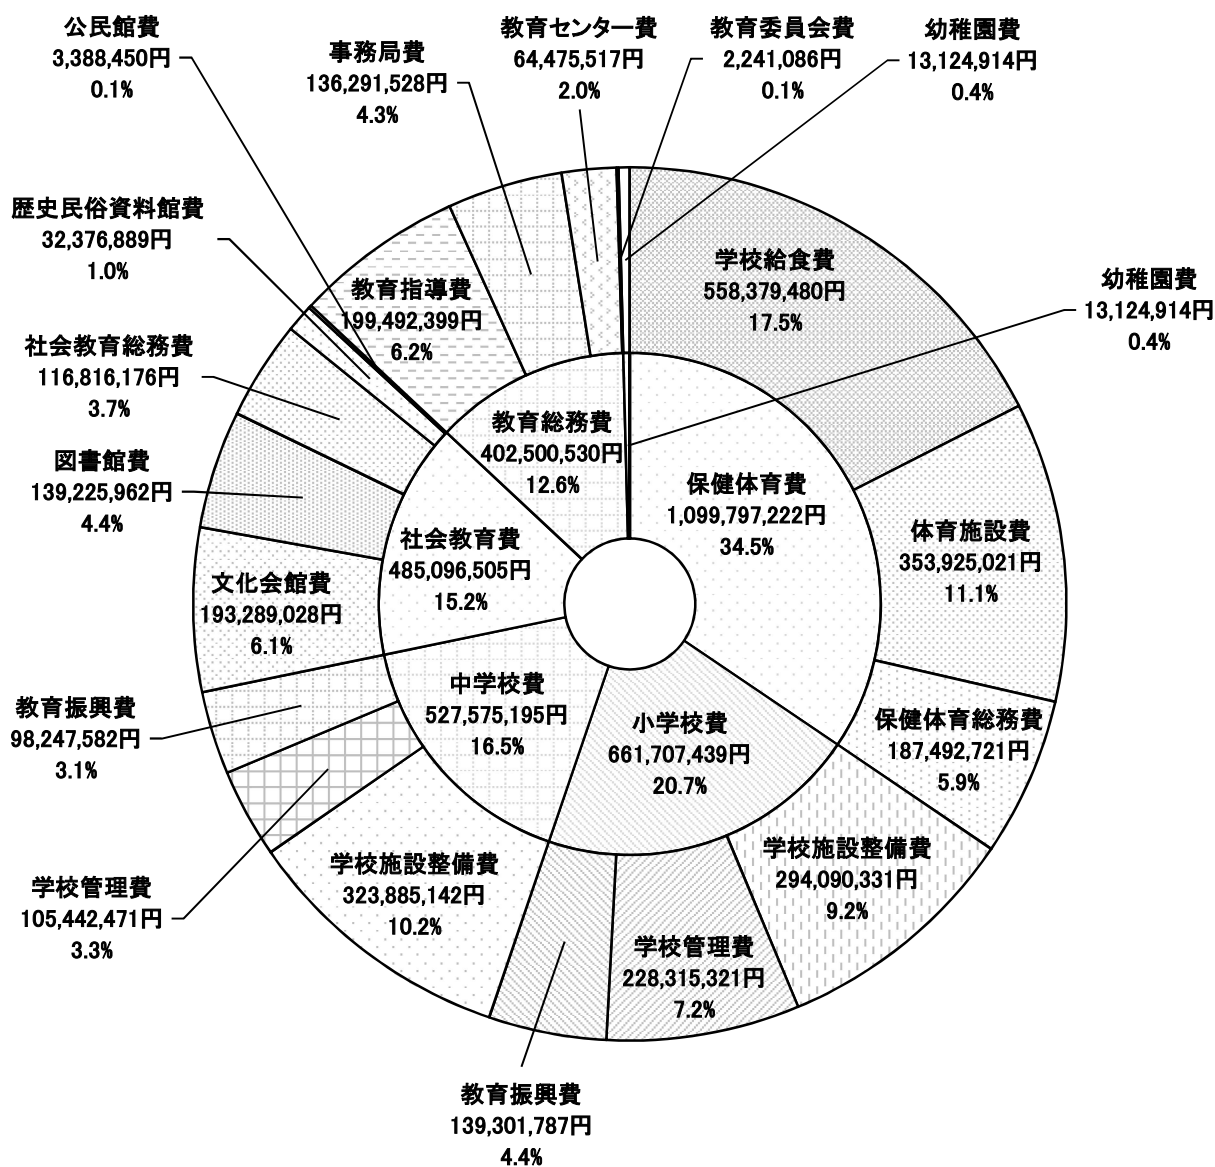 公民館費
3,388,450円
0.1%
事務局費
136,291,528円
4.3%
教育センター費
64,475,517円
2.0%
教育委員会費
2,241,086円
0.1%
幼稚園費
13,124,914円
0.4%
歴史民俗資料館費
32,376,889円
1.0%
教育指導費
199,492,399円
6.2%
学校給食費
558,379,480円
17.5%
幼稚園費
13,124,914円
0.4%
社会教育総務費
116,816,176円
3.7%
教育総務費
402,500,530円
12.6%
保健体育費
1,099,797,222円
34.5%
図書館費
139,225,962円
4.4%
社会教育費
485,096,505円
15.2%
体育施設費
353,925,021円
11.1%
文化会館費
193,289,028円
6.1%
教育振興費
98,247,582円
3.1%
中学校費
527,575,195円
16.5%
小学校費
661,707,439円
20.7%
保健体育総務費
187,492,721円
5.9%
学校管理費
105,442,471円
3.3%
学校施設整備費
323,885,142円
10.2%
学校施設整備費
294,090,331円
9.2%
学校管理費
228,315,321円
7.2%
教育振興費
139,301,787円
4.4%